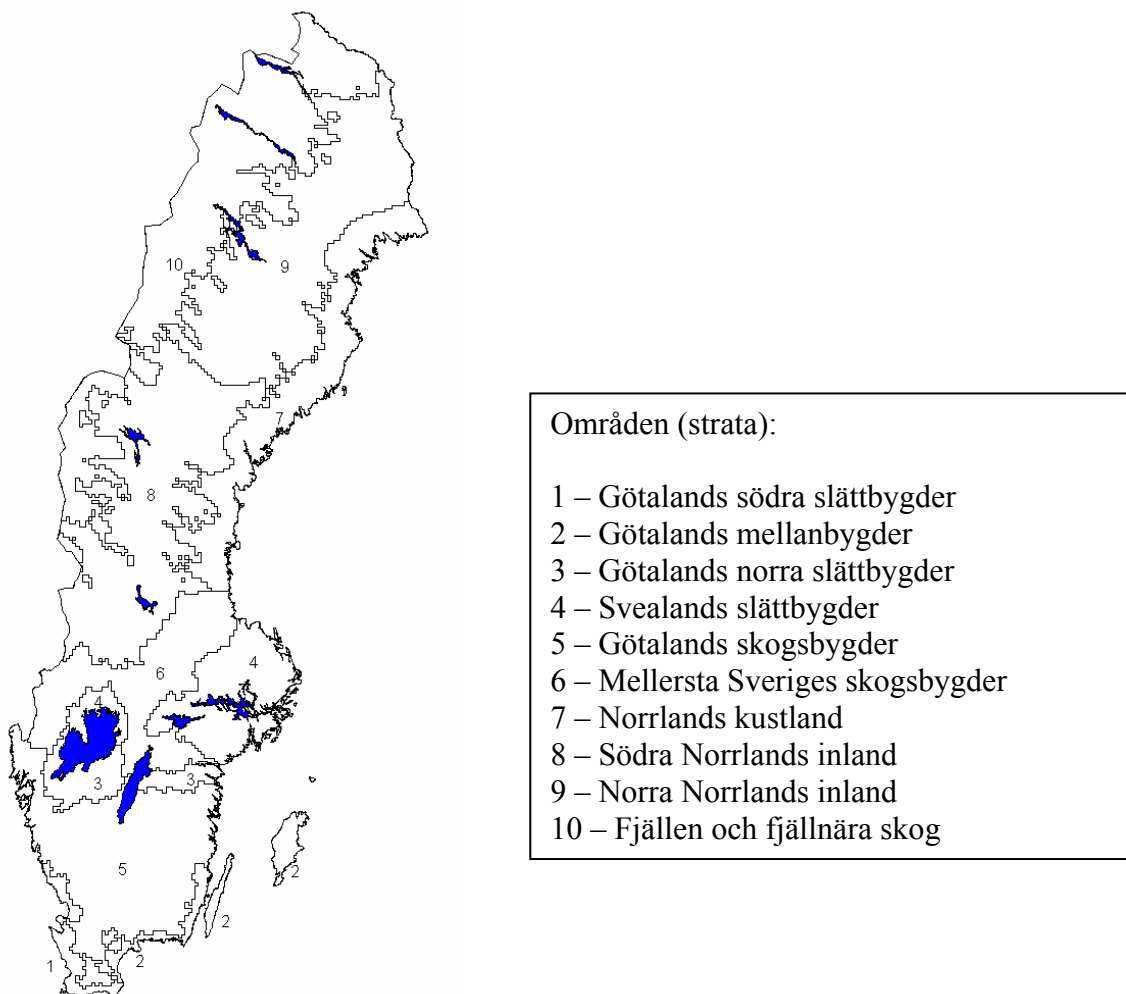 10
9
7
8
6
4
4
3
3
5
2
2
1
2
Områden (strata):
1 – Götalands södra slättbygder
2 – Götalands mellanbygder
3 – Götalands norra slättbygder
4 – Svealands slättbygder
5 – Götalands skogsbygder
6 – Mellersta Sveriges skogsbygder
7 – Norrlands kustland
8 – Södra Norrlands inland
9 – Norra Norrlands inland
10 – Fjällen och fjällnära skog